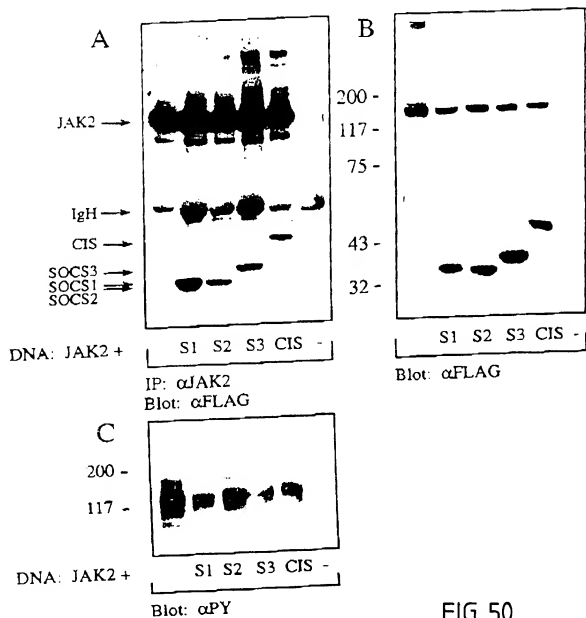 A
JAK2
IgH
CIS
SOCS3
SOCS1
SOCS2
DNA: JAK2 + S1 S2 S3 CIS -
IP: αJAK2
Blot: αFLAG
B
200 -
117 -
75 -
43 -
32 -
S1 S2 S3 CIS -
Blot: αFLAG
C
200 -
117 -
DNA: JAK2 + S1 S2 S3 CIS -
Blot: αPY
FIG 50